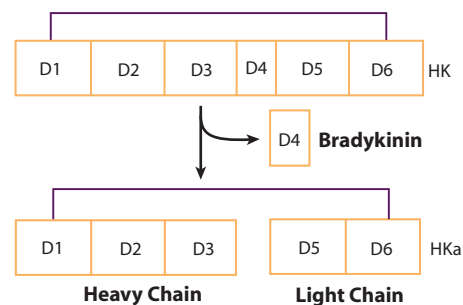 D1 D2 D3 D4 D5 D6 HK
D4 Bradykinin
D1 D2 D3 D5 D6 HKa
Heavy Chain Light Chain